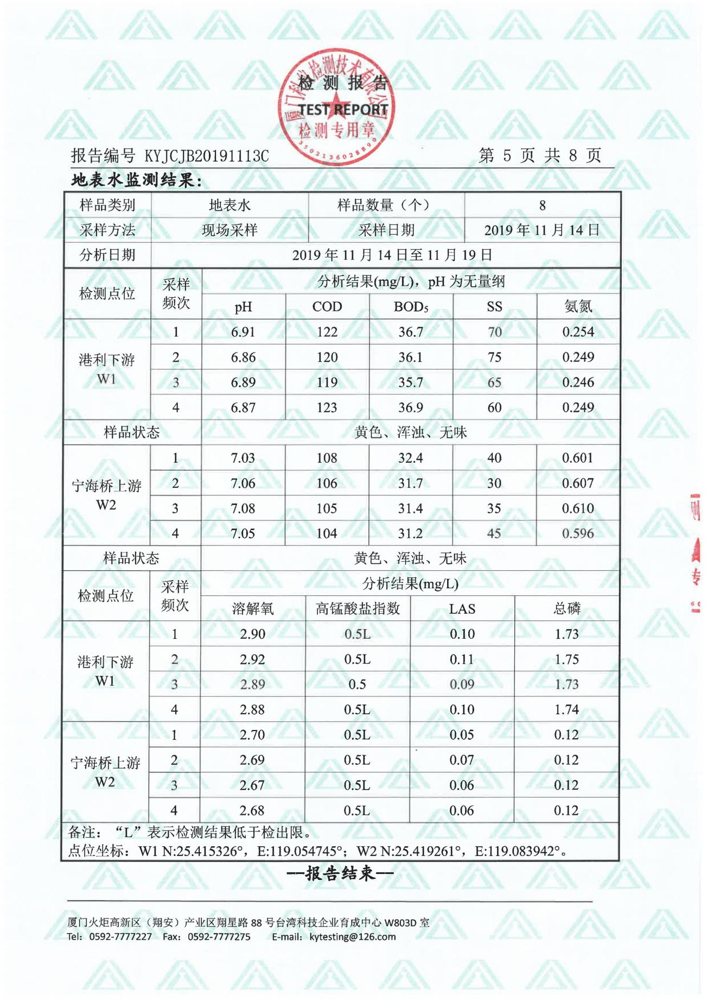 厦门科仪检测技术有限公司
检 测 报 告
TEST REPORT
检测专用章
35021360288890
报告编号 KYJCJB20191113C 第 5 页 共 8 页
地表水监测结果：
样品类别 地表水 样品数量（个） 8
采样方法 现场采样 采样日期 2019 年 11 月 14 日
分析日期 2019 年 11 月 14 日至 11 月 19 日
检测点位 采样频次 分析结果(mg/L)，pH 为无量纲
pH COD BOD₅ SS 氨氮
港利下游 W1
1 6.91 122 36.7 70 0.254
2 6.86 120 36.1 75 0.249
3 6.89 119 35.7 65 0.246
4 6.87 123 36.9 60 0.249
样品状态 黄色、浑浊、无味
宁海桥上游 W2
1 7.03 108 32.4 40 0.601
2 7.06 106 31.7 30 0.607
3 7.08 105 31.4 35 0.610
4 7.05 104 31.2 45 0.596
样品状态 黄色、浑浊、无味
检测点位 采样频次 分析结果(mg/L)
溶解氧 高锰酸盐指数 LAS 总磷
港利下游 W1
1 2.90 0.5L 0.10 1.73
2 2.92 0.5L 0.11 1.75
3 2.89 0.5 0.09 1.73
4 2.88 0.5L 0.10 1.74
宁海桥上游 W2
1 2.70 0.5L 0.05 0.12
2 2.69 0.5L 0.07 0.12
3 2.67 0.5L 0.06 0.12
4 2.68 0.5L 0.06 0.12
备注：“L”表示检测结果低于检出限。
点位坐标：W1 N:25.415326°，E:119.054745°；W2 N:25.419261°，E:119.083942°。
—报告结束—
厦门火炬高新区（翔安）产业区翔星路 88 号台湾科技企业育成中心 W803D 室
Tel：0592-7777227 Fax：0592-7777275 E-mail：kytesting@126.com